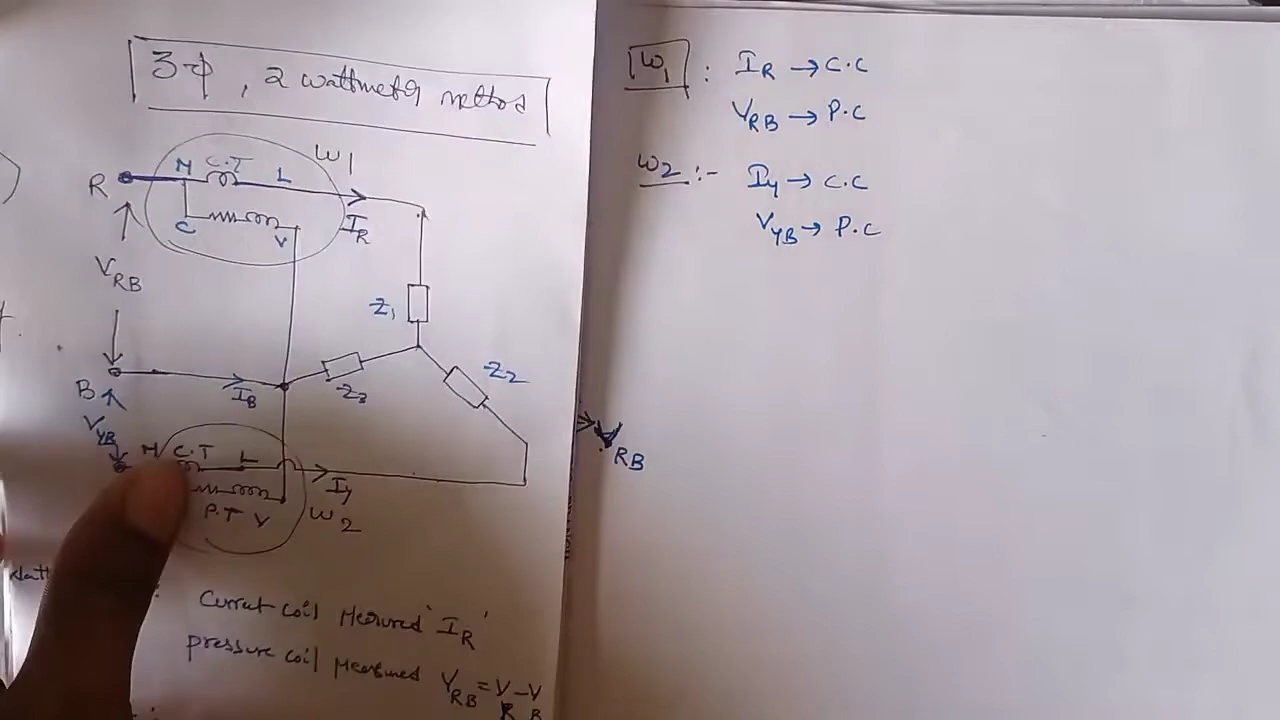 3-ф, 2 wattmeter method
M C.T L W1
R
C V IR
VRB
Z1
B IB Z3 Z2
VYB
M C.T L
IY
P.T V W2
Current coil Measured 'IR'
pressure coil measured VRB = VR - VB
W1 : IR → C.C
VRB → P.C
W2 :- IY → C.C
VYB → P.C
VRB